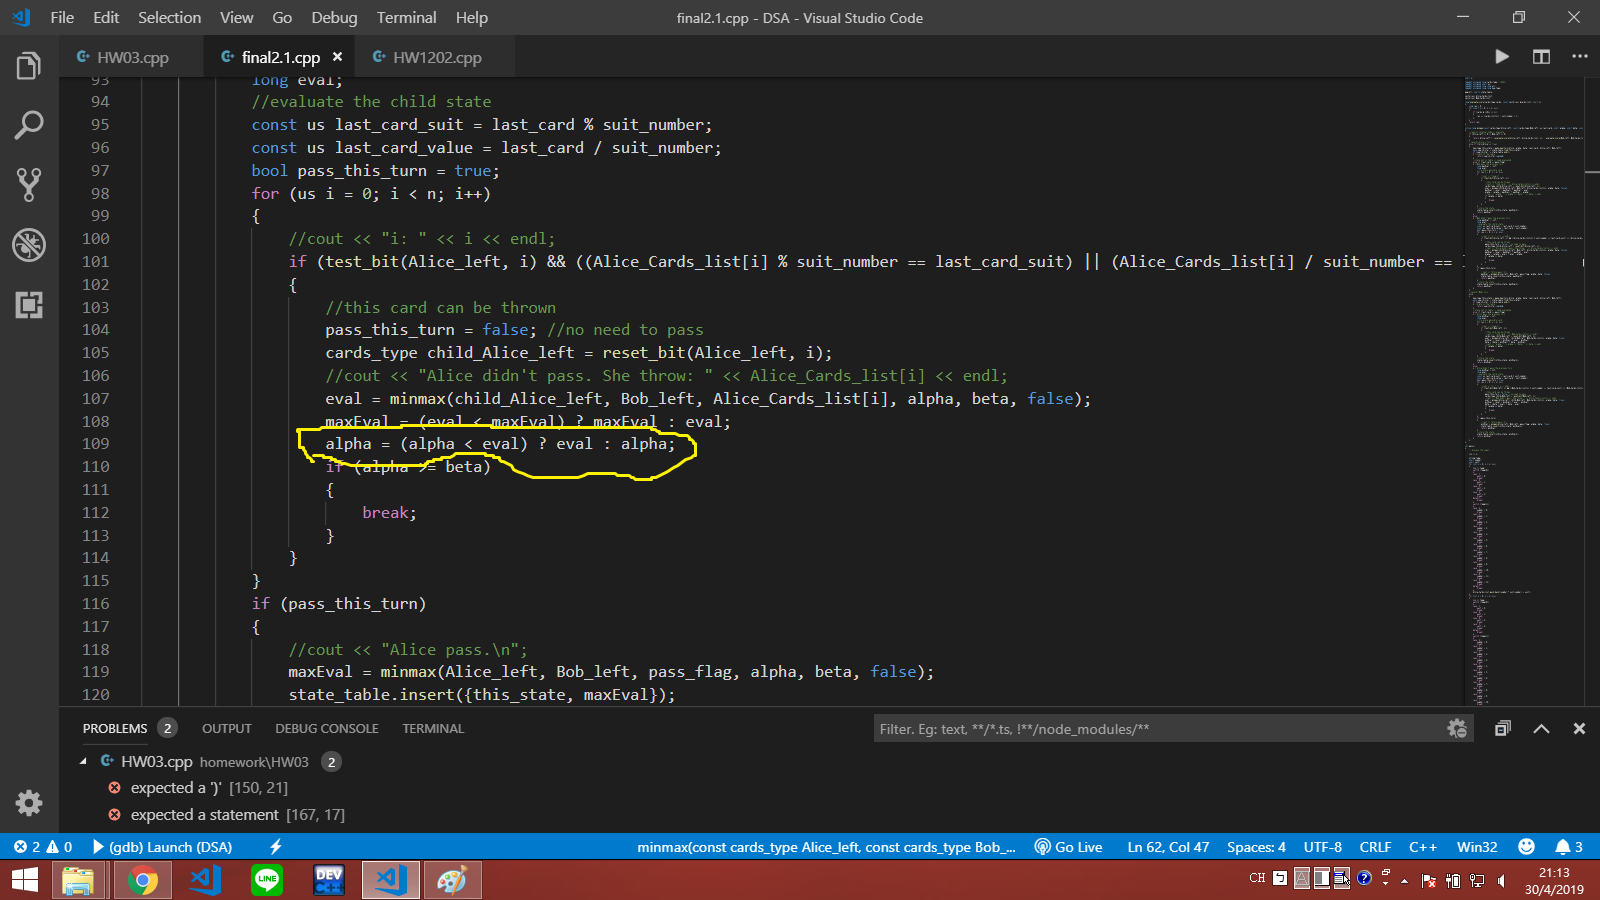 File Edit Selection View Go Debug Terminal Help
final2.1.cpp - DSA - Visual Studio Code
HW03.cpp final2.1.cpp HW1202.cpp
93 long eval;
94 //evaluate the child state
95 const us last_card_suit = last_card % suit_number;
96 const us last_card_value = last_card / suit_number;
97 bool pass_this_turn = true;
98 for (us i = 0; i < n; i++)
99 {
100 //cout << "i: " << i << endl;
101 if (test_bit(Alice_left, i) && ((Alice_Cards_list[i] % suit_number == last_card_suit) || (Alice_Cards_list[i] / suit_number ==
102 {
103 //this card can be thrown
104 pass_this_turn = false; //no need to pass
105 cards_type child_Alice_left = reset_bit(Alice_left, i);
106 //cout << "Alice didn't pass. She throw: " << Alice_Cards_list[i] << endl;
107 eval = minmax(child_Alice_left, Bob_left, Alice_Cards_list[i], alpha, beta, false);
108 maxEval = (eval < maxEval) ? maxEval : eval;
109 alpha = (alpha < eval) ? eval : alpha;
110 if (alpha >= beta)
111 {
112 break;
113 }
114 }
115 }
116 if (pass_this_turn)
117 {
118 //cout << "Alice pass.\n";
119 maxEval = minmax(Alice_left, Bob_left, pass_flag, alpha, beta, false);
120 state_table.insert({this_state, maxEval});
PROBLEMS 2 OUTPUT DEBUG CONSOLE TERMINAL
Filter. Eg: text, **/*.ts, !**/node_modules/**
HW03.cpp homework\HW03 2
expected a ')' [150, 21]
expected a statement [167, 17]
2 0 (gdb) Launch (DSA) minmax(const cards_type Alice_left, const cards_type Bob_... Go Live Ln 62, Col 47 Spaces: 4 UTF-8 CRLF C++ Win32 3
LINE DEV C++ CH
21:13
30/4/2019